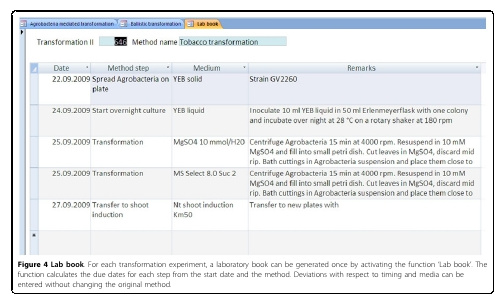 Agrobacteria mediated transformation Ballistic transformation Lab book
Transformation II 546 Method name Tobacco transformation
Date Method step Medium Remarks
22.09.2009 Spread Agrobacteria on YEB solid Strain GV2260
plate
24.09.2009 Start overnight culture YEB liquid Inoculate 10 ml YEB liquid in 50 ml Erlenmeyerflask with one colony
and incubate over night at 28 °C on a rotary shaker at 180 rpm
25.09.2009 Transformation MgSO4 10 mmol/H20 Centrifuge Agrobacteria 15 min at 4000 rpm. Resuspend in 10 mM
MgSO4 and fill into small petri dish. Cut leaves in MgSO4, discard mid
rip. Bath cuttings in Agrobacteria suspension and place them close to
25.09.2009 Transformation MS Select 8.0 Suc 2 Centrifuge Agrobacteria 15 min at 4000 rpm. Resuspend in 10 mM
MgSO4 and fill into small petri dish. Cut leaves in MgSO4, discard mid
rip. Bath cuttings in Agrobacteria suspension and place them close to
27.09.2009 Transfer to shoot Nt shoot induction Transfer to new plates with
induction Km50
Figure 4 Lab book. For each transformation experiment, a laboratory book can be generated once by activating the function 'Lab book'. The
function calculates the due dates for each step from the start date and the method. Deviations with respect to timing and media can be
entered without changing the original method.